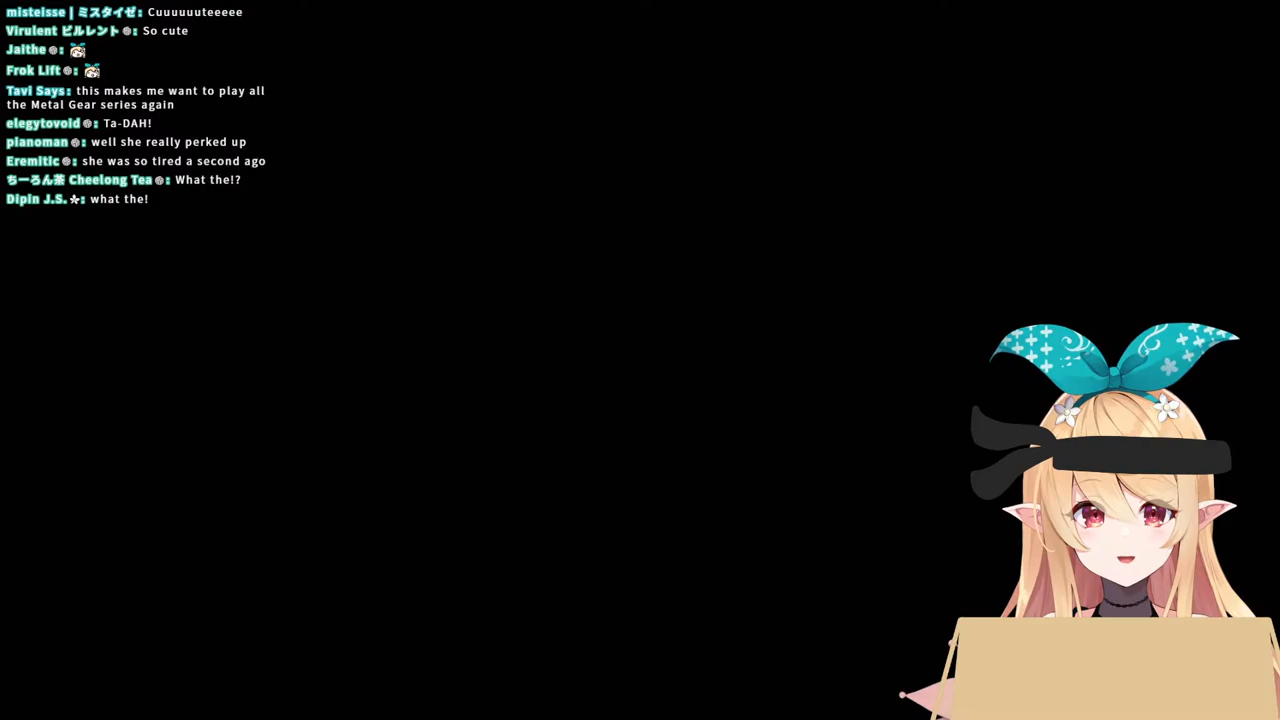 misteisse | ミスタイゼ: Cuuuuuuteeeee
Virulent ビルレント: So cute
Jaithe:
Frok Lift:
Tavi Says: this makes me want to play all
the Metal Gear series again
elegytovoid: Ta-DAH!
pianoman: well she really perked up
Eremitic: she was so tired a second ago
ちーろん茶 Cheelong Tea: What the!?
Dipin J.S.: what the!